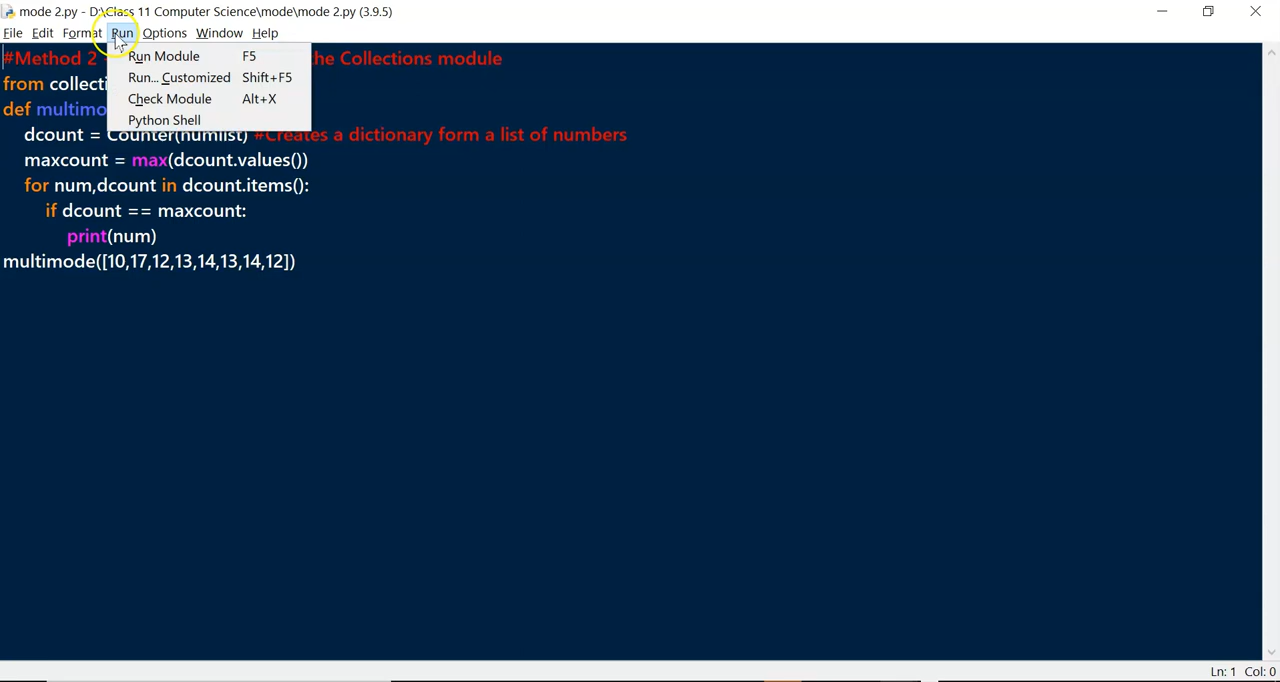 mode 2.py - D:\Class 11 Computer Science\mode\mode 2.py (3.9.5)
File Edit Format Run Options Window Help
Run Module F5
Run... Customized Shift+F5
Check Module Alt+X
Python Shell
#Method 2 the Collections module
from
def
dcount = Counter(numlist) #Creates a dictionary form a list of numbers
maxcount = max(dcount.values())
for num,dcount in dcount.items():
if dcount == maxcount:
print(num)
multimode([10,17,12,13,14,13,14,12])
Ln: 1 Col: 0